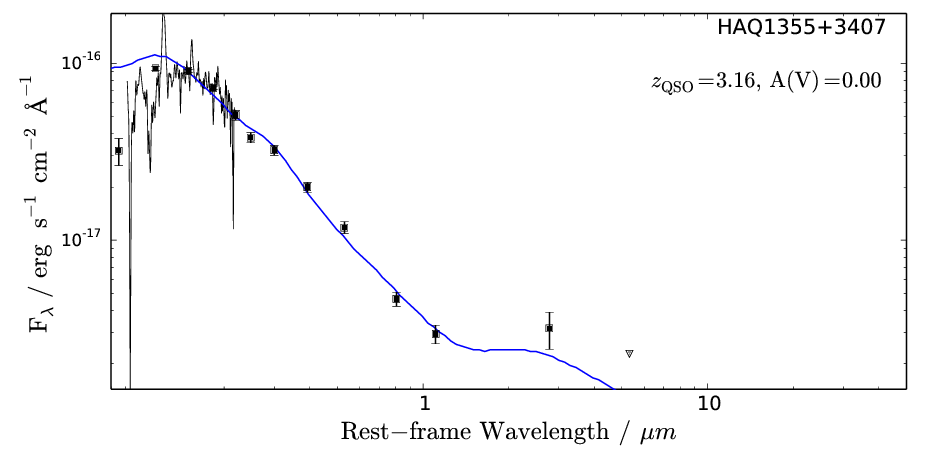 HAQ1355+3407
z_QSO=3.16, A(V)=0.00
10^-16
10^-17
F_λ / erg s^−1 cm^−2 Å^−1
1 10
Rest−frame Wavelength / μm